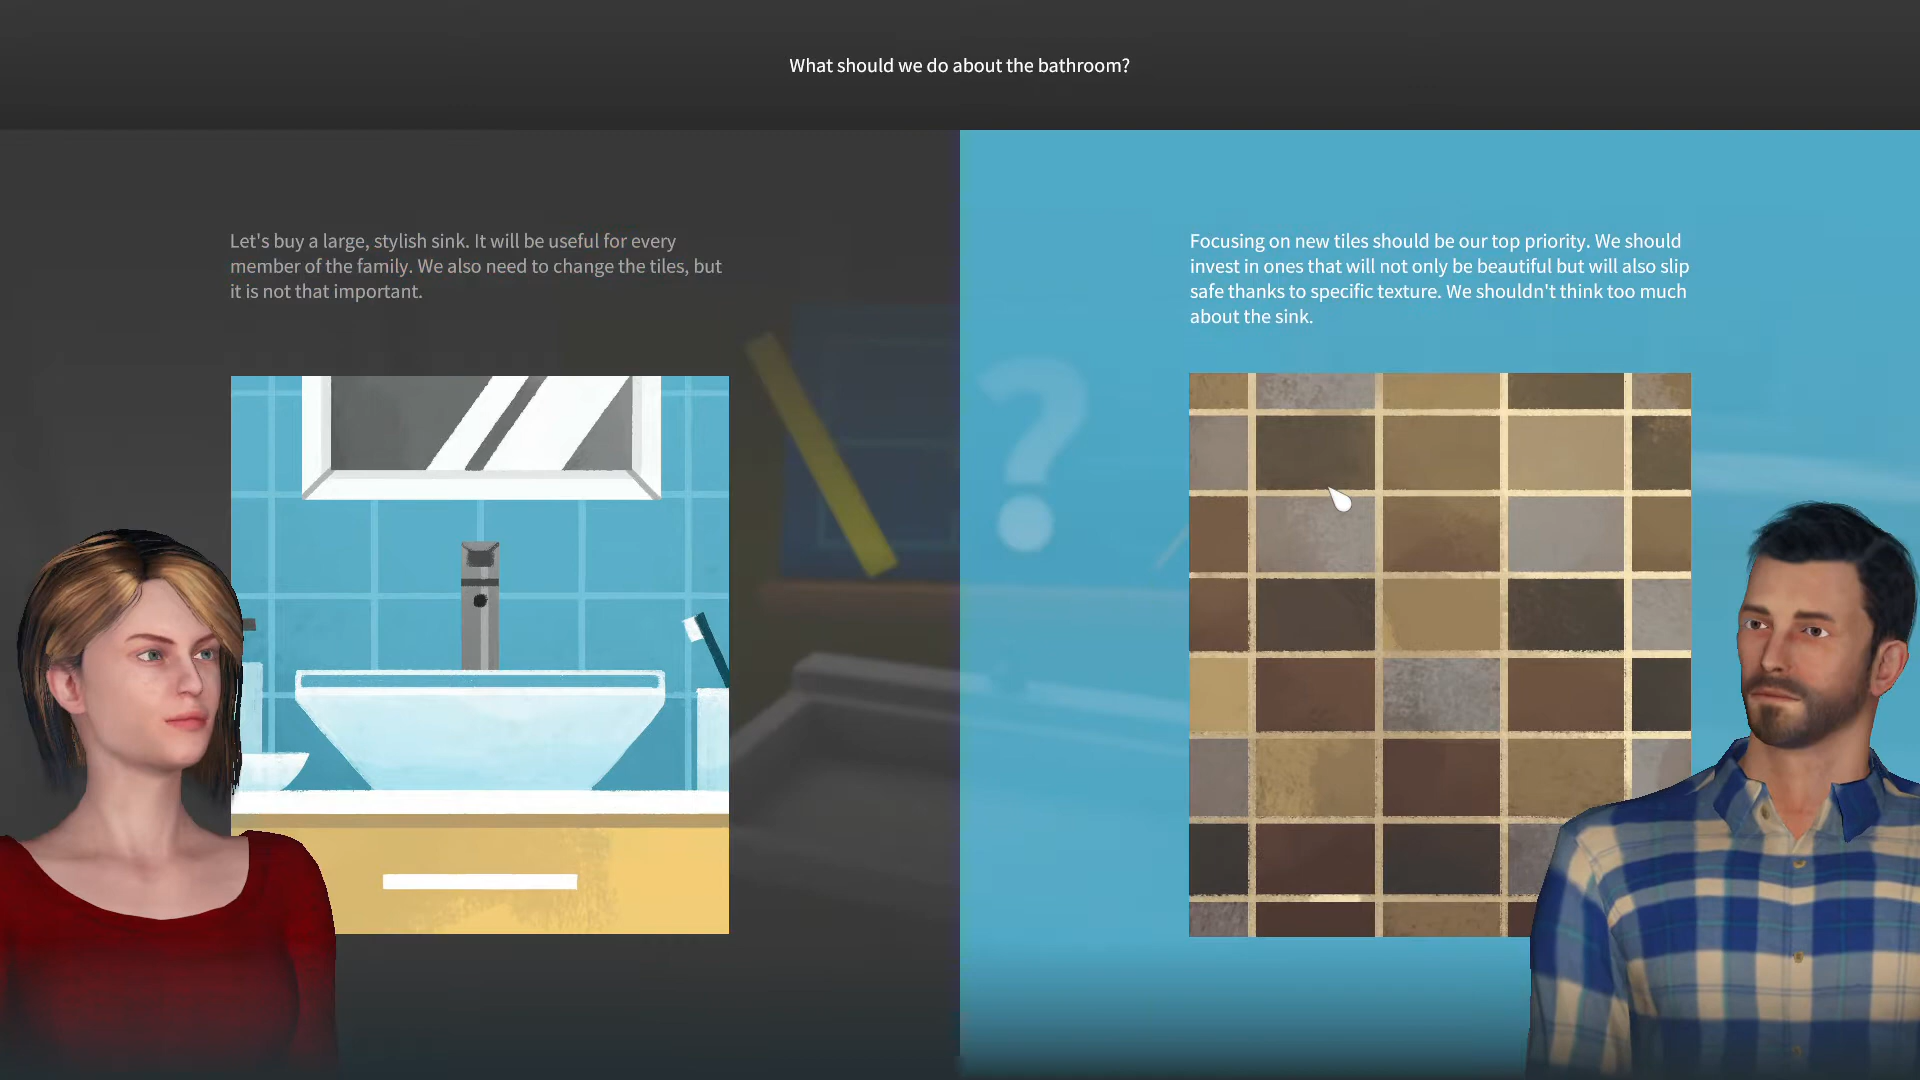 What should we do about the bathroom?
Let's buy a large, stylish sink. It will be useful for every
member of the family. We also need to change the tiles, but
it is not that important.
Focusing on new tiles should be our top priority. We should
invest in ones that will not only be beautiful but will also slip
safe thanks to specific texture. We shouldn't think too much
about the sink.
?